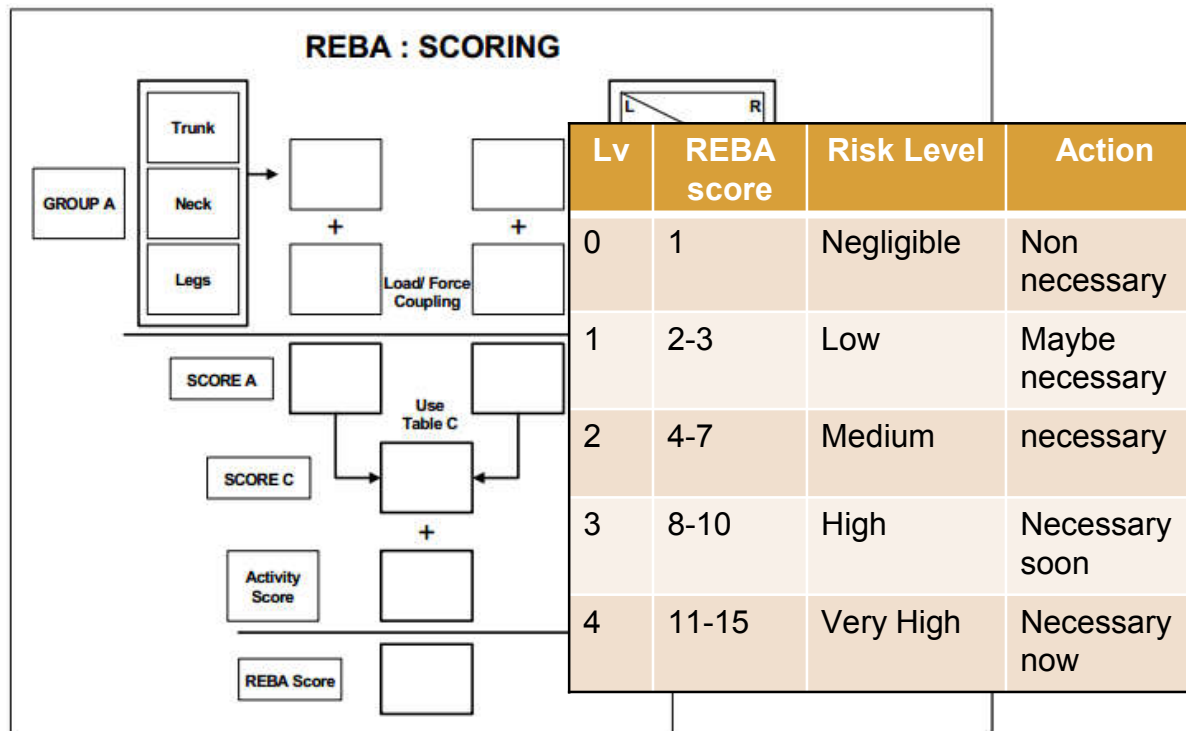 REBA : SCORING
L R
Trunk
GROUP A
Neck
+ +
Legs
Load/ Force
Coupling
SCORE A
Use
Table C
SCORE C
+
Activity
Score
REBA Score
Lv REBA score Risk Level Action
0 1 Negligible Non necessary
1 2-3 Low Maybe necessary
2 4-7 Medium necessary
3 8-10 High Necessary soon
4 11-15 Very High Necessary now